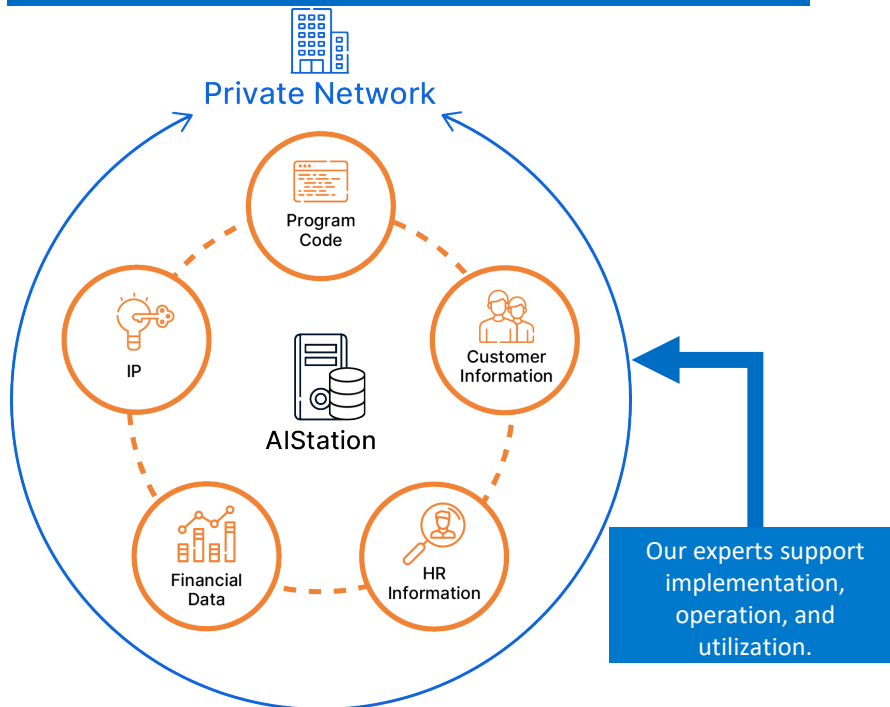 Private Network
Program
Code
IP
Customer
Information
AIStation
Financial
Data
HR
Information
Our experts support
implementation,
operation, and
utilization.